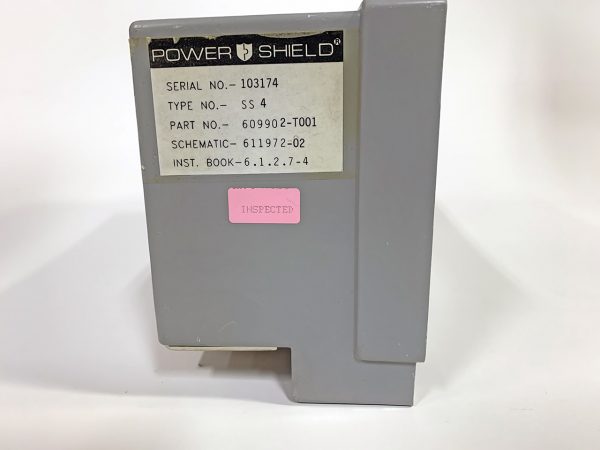 POWER SHIELD®
SERIAL NO.- 103174
TYPE NO.- SS 4
PART NO.- 609902-T001
SCHEMATIC- 611972-02
INST. BOOK-6.1.2.7-4
INSPECTED